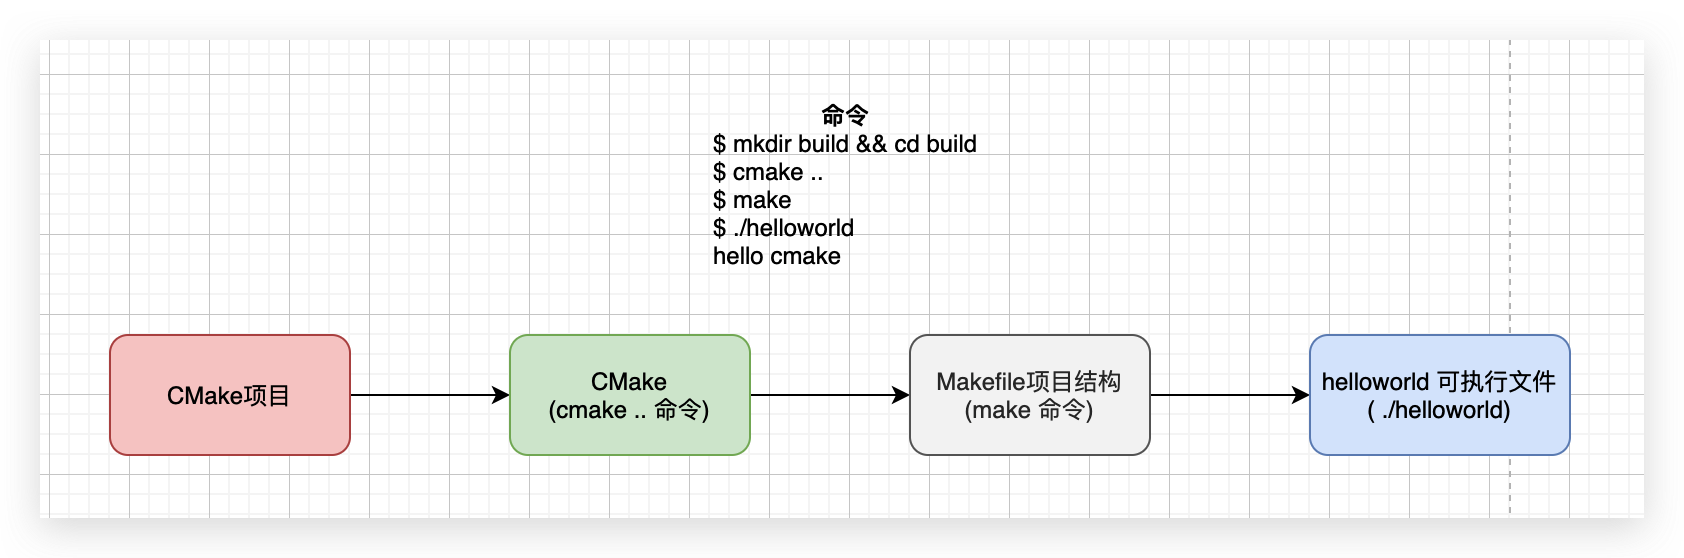 命令
$ mkdir build && cd build
$ cmake ..
$ make
$ ./helloworld
hello cmake
CMake项目
CMake
(cmake .. 命令)
Makefile项目结构
(make 命令)
helloworld 可执行文件
( ./helloworld)